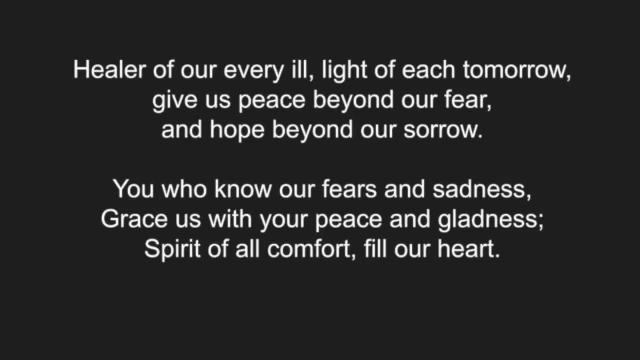 Healer of our every ill, light of each tomorrow,
give us peace beyond our fear,
and hope beyond our sorrow.
You who know our fears and sadness,
Grace us with your peace and gladness;
Spirit of all comfort, fill our heart.